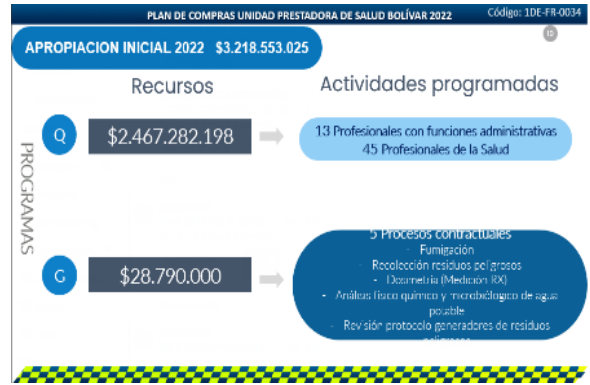 PLAN DE COMPRAS UNIDAD PRESTADORA DE SALUD BOLÍVAR 2022
Código: 1DE-FR-0034
APROPIACION INICIAL 2022 $3.218.553.025
Recursos
Actividades programadas
PROGRAMAS
Q
$2.467.282.198
13 Profesionales con funciones administrativas
45 Profesionales de la Salud
G
$28.790.000
5 Procesos contractuales
- Fumigación
- Recolección residuos peligrosos
- Dosimetría (Medición RX)
- Análisis físico químico y microbiólogico de agua
potable
- Revisión protocolo generadores de residuos
peligrosos